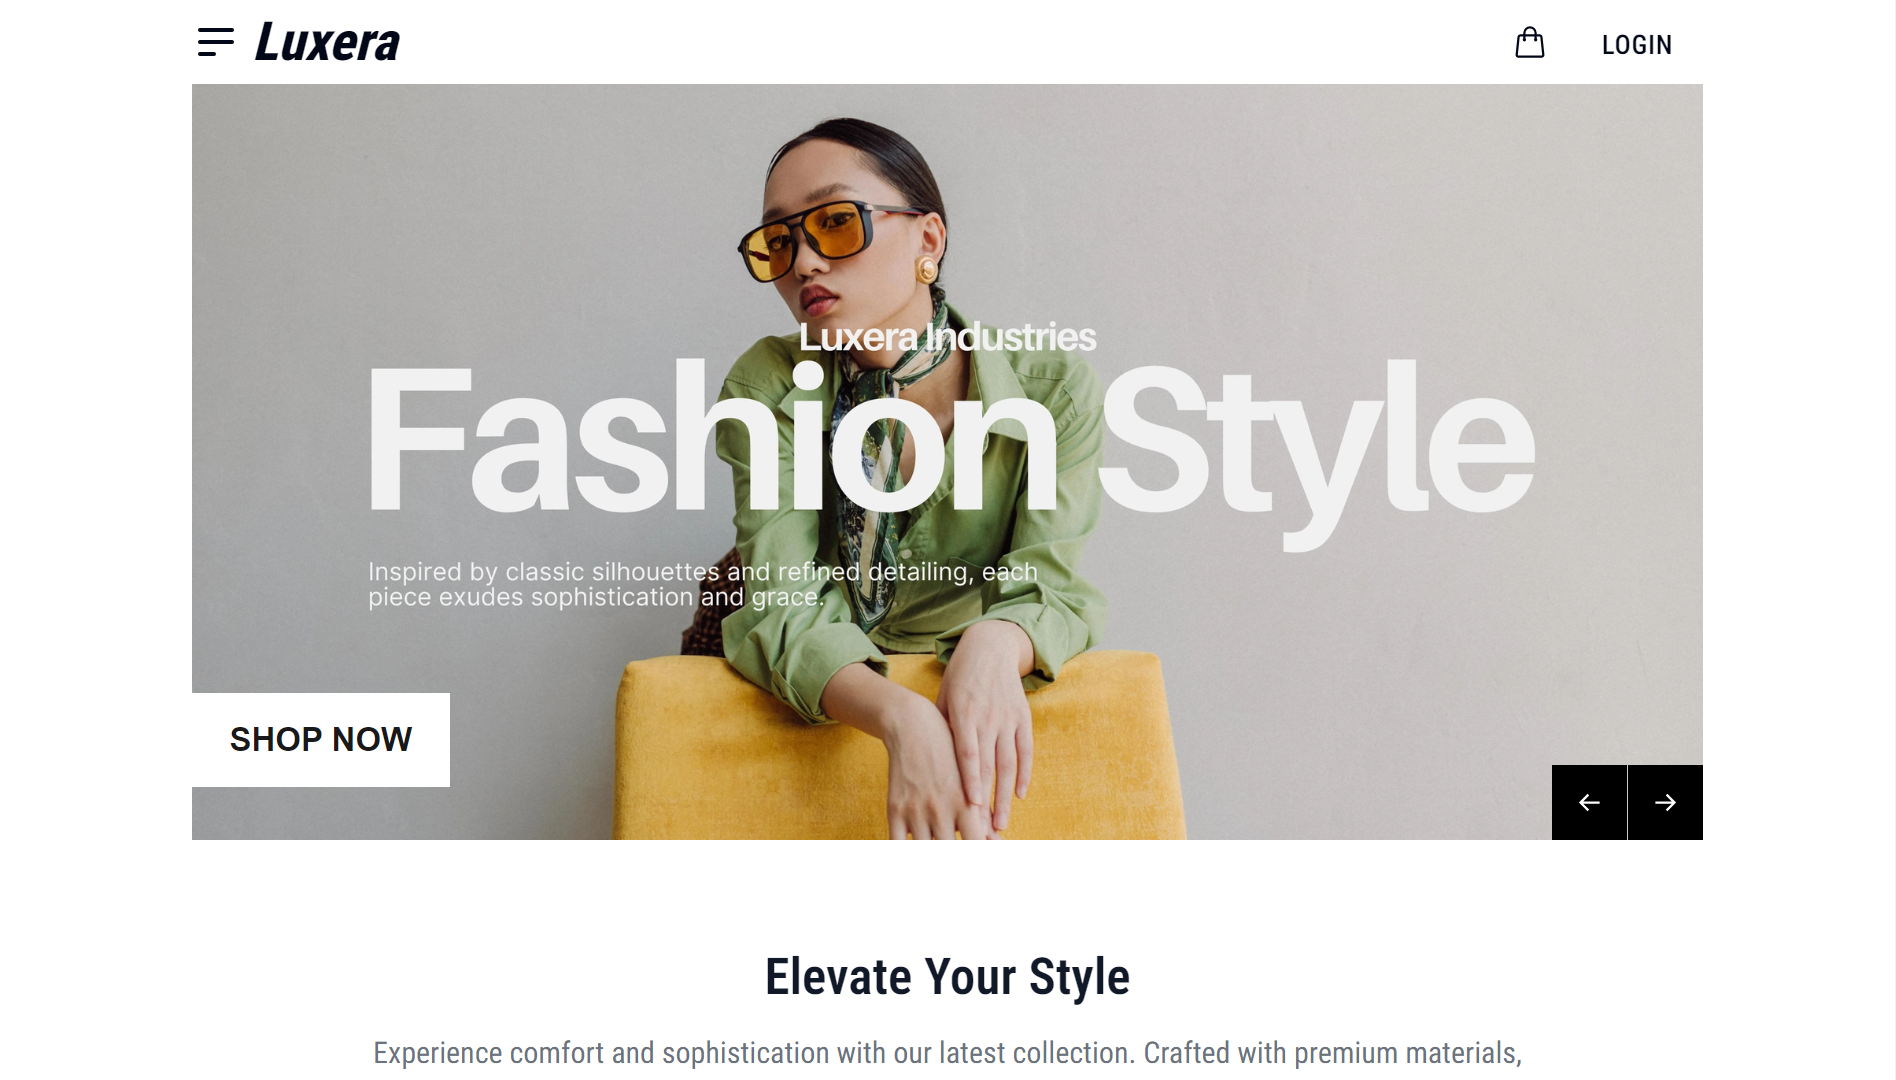 Luxera
LOGIN
Luxera Industries
Fashion Style
Inspired by classic silhouettes and refined detailing, each
piece exudes sophistication and grace.
SHOP NOW
Elevate Your Style
Experience comfort and sophistication with our latest collection. Crafted with premium materials,